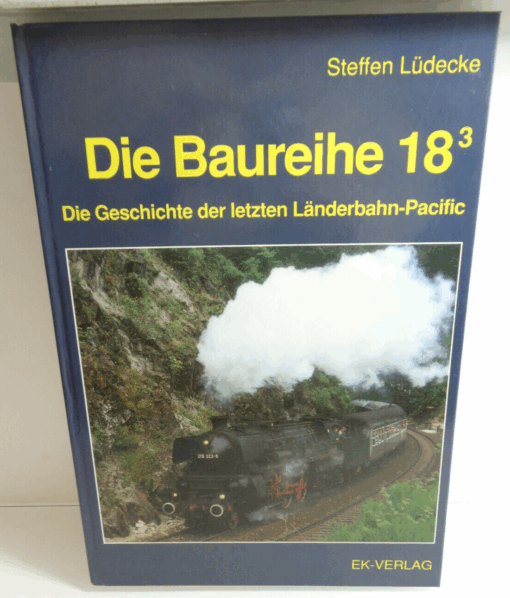 Steffen Lüdecke
Die Baureihe 18³
Die Geschichte der letzten Länderbahn-Pacific
EK-VERLAG